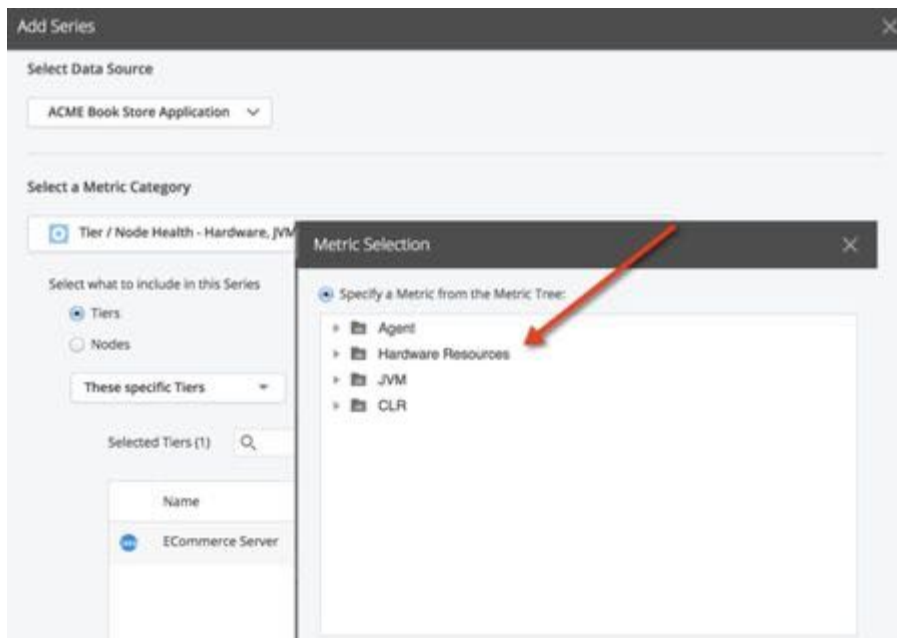 Add Series
Select Data Source
ACME Book Store Application
Select a Metric Category
Tier / Node Health - Hardware, JVM
Metric Selection
Select what to include in this Series
Specify a Metric from the Metric Tree:
Tiers
Agent
Nodes
Hardware Resources
These specific Tiers
JVM
CLR
Selected Tiers (1)
Name
ECommerce Server